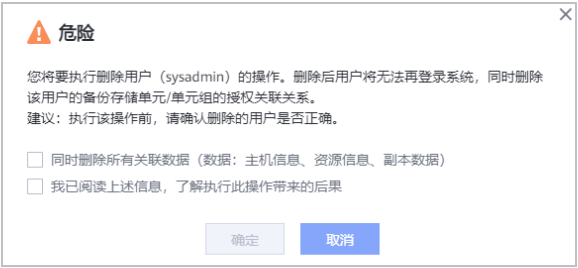 危险
您将要执行删除用户（sysadmin）的操作。删除后用户将无法再登录系统，同时删除
该用户的备份存储单元/单元组的授权关联关系。
建议：执行该操作前，请确认删除的用户是否正确。
同时删除所有关联数据（数据：主机信息、资源信息、副本数据）
我已阅读上述信息，了解执行此操作带来的后果
确定
取消